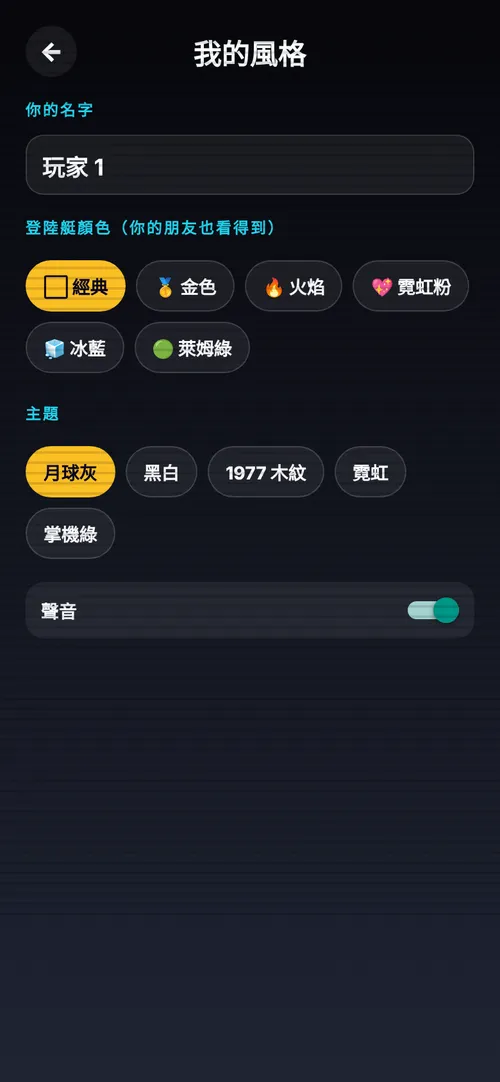 我的風格
你的名字
玩家 1
登陸艇顏色（你的朋友也看得到）
經典 🥇 金色 🔥 火焰 💖 霓虹粉
🧊 冰藍 🟢 萊姆綠
主題
月球灰 黑白 1977 木紋 霓虹
掌機綠
聲音